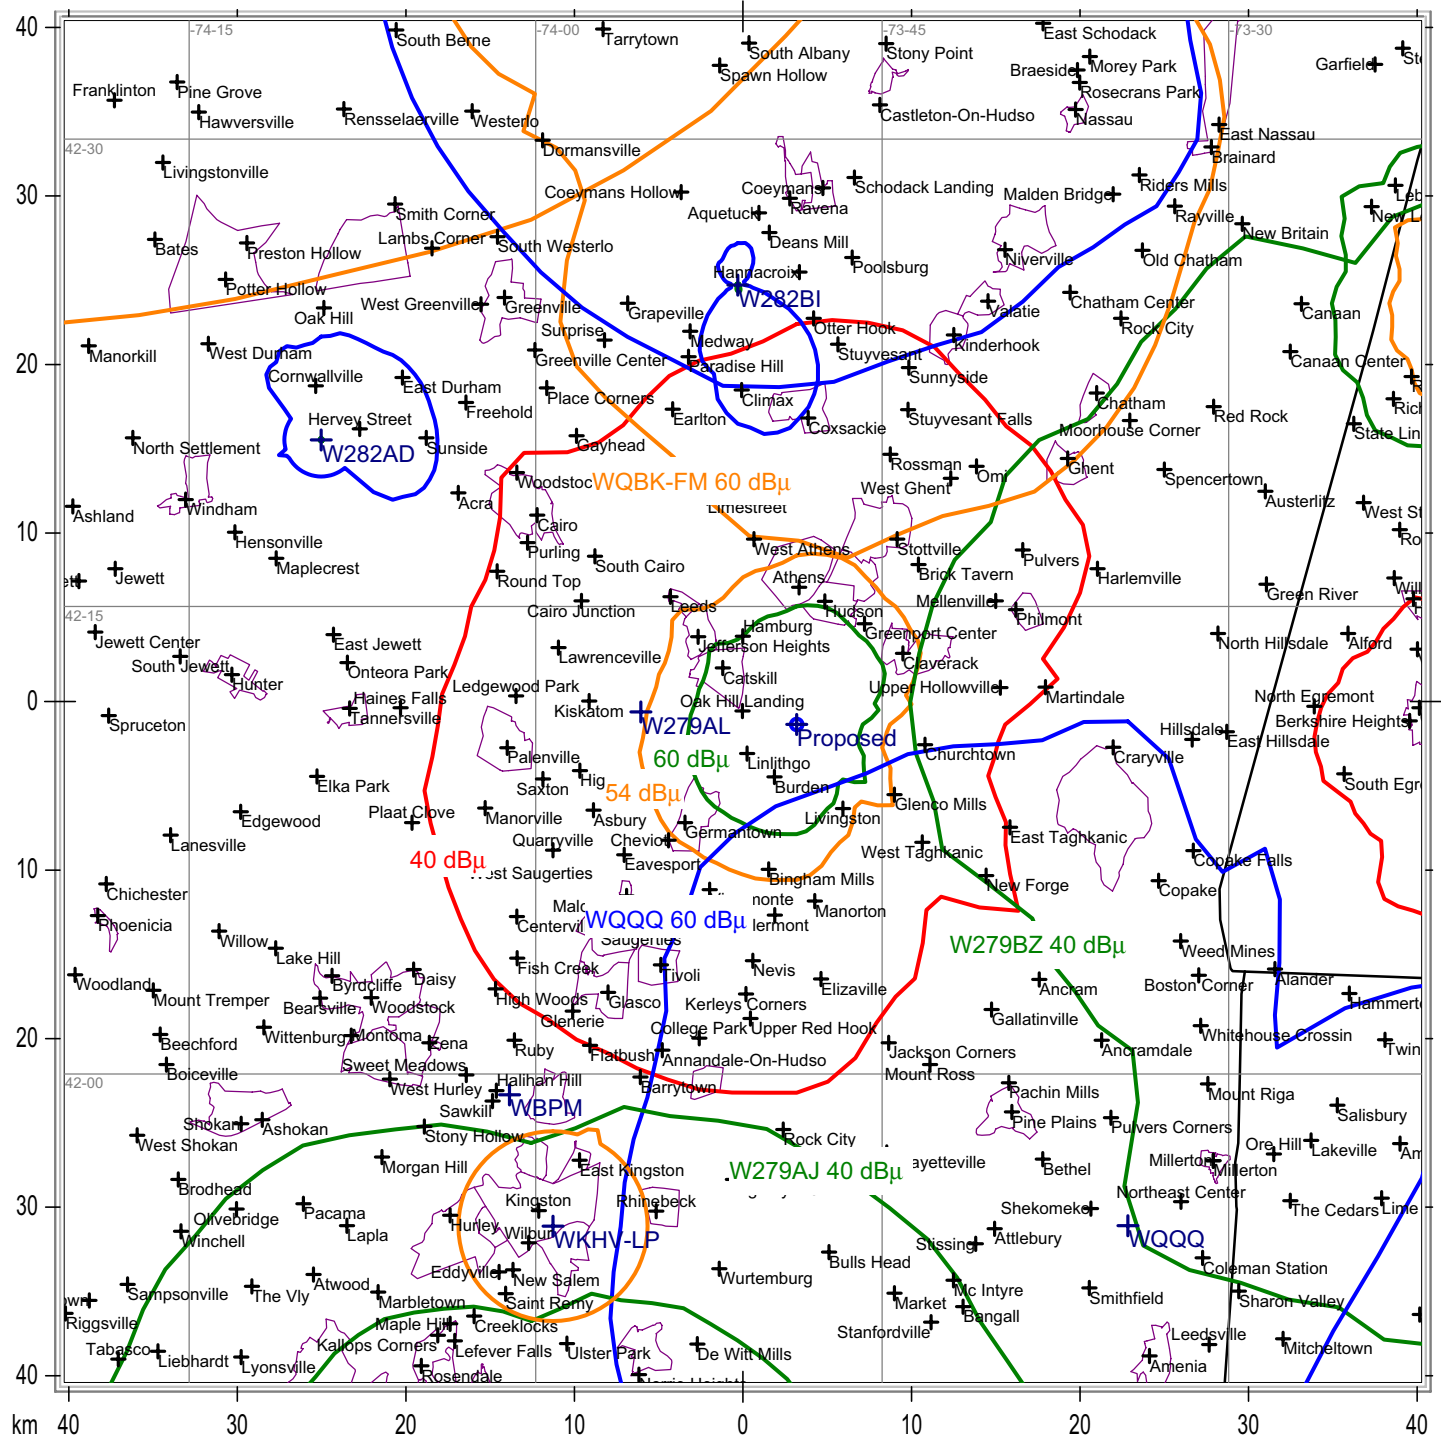 40
-74-15
-74-00
-73-45
-73-30
South Berne
Tarrytown
South Albany
Stony Point
East Schodack
Spawn Hollow
Braeside
Morey Park
Garfield
Franklinton
Pine Grove
Rosecrans Park
Hawversville
Rensselaerville
Westerlo
Castleton-On-Hudso
Nassau
East Nassau
42-30
Dormansville
Brainard
Livingstonville
30
Coeymans Hollow
Coeymans
Schodack Landing
Malden Bridge
Riders Mills
Ravena
Smith Corner
Aquetuck
Rayville
New Britain
Lambs Corner
South Westerlo
Deans Mill
Bates
Preston Hollow
Poolsburg
Niverville
Old Chatham
Hannacroix
Potter Hollow
W282BI
West Greenville
Greenville
Grapeville
Valatie
Chatham Center
Canaan
Oak Hill
Surprise
Otter Hook
Rock City
Manorkill
West Durham
Medway
Stuyvesant
Kinderhook
Greenville Center
Paradise Hill
Canaan Center
20
Cornwallville
East Durham
Sunnyside
Freehold
Place Corners
Climax
Chatham
Hervey Street
Earlton
Coxsackie
Stuyvesant Falls
Red Rock
Moorhouse Corner
State Lin
North Settlement
Sunside
Gayhead
W282AD
Rossman
Ghent
West Ghent
Omi
Spencertown
Woodstoc
WQBK-FM 60 dBµ
Acra
Austerlitz
Ashland
Windham
Limestreet
West St
Cairo
10
Hensonville
Purling
West Athens
Stottville
Maplecrest
South Cairo
Pulvers
Jewett
Round Top
Athens
Brick Tavern
Harlemville
Green River
Cairo Junction
Leeds
Hudson
Mellenville
42-15
Philmont
Jewett Center
East Jewett
Hamburg
Greenport Center
North Hillsdale
Alford
South Jewett
Onteora Park
Lawrenceville
Jefferson Heights
Claverack
Hunter
Ledgewood Park
Catskill
Upper Hollowville
0
Haines Falls
Oak Hill Landing
Martindale
North Egremont
Spruceton
Tannersville
Kiskatom
W279AL
Proposed
Hillsdale
East Hillsdale
Berkshire Heights
Palenville
60 dBµ
Linlithgo
Churchtown
Craryville
Elka Park
Saxton
Hig
Burden
South Egr
54 dBµ
Edgewood
Plaat Clove
Manorville
Asbury
Livingston
Glenco Mills
Lanesville
Quarryville
Cheviot
Germantown
East Taghkanic
40 dBµ
Eavesport
West Taghkanic
Copake Falls
10
West Saugerties
Bingham Mills
New Forge
Copake
Chichester
Manorton
Phoenicia
Centervil
WQQQ 60 dBµ
Willow
Saugerties
W279BZ 40 dBµ
Weed Mines
Lake Hill
Fish Creek
Tivoli
Nevis
Woodland
Byrdcliffe
Daisy
Elizaville
Ancram
Boston Corner
Alander
Mount Tremper
Bearsville
Woodstock
High Woods
Glasco
Kerleys Corners
Hammerto
Glenerie
Gallatinville
20
Beechford
Wittenburg
Montoma
Zena
College Park
Upper Red Hook
Whitehouse Crossin
Ruby
Flatbush
Annandale-On-Hudso
Jackson Corners
Ancramdale
Twin
Boiceville
Sweet Meadows
Mount Ross
42-00
West Hurley
Halihan Hill
Barrytown
Pachin Mills
Mount Riga
Sawkill
WBPM
Shokan
Ashokan
Pine Plains
Pulvers Corners
Salisbury
West Shokan
Stony Hollow
Rock City
Ore Hill
Lakeville
Morgan Hill
East Kingston
W279AJ 40 dBµ
ayetteville
Bethel
Millerton
Millerton
Brodhead
Kingston
Rhinebeck
Northeast Center
30
Olivebridge
Pacama
Hurley
Shekomeko
The Cedars
Lime
Winchell
Lapla
Wilbur
WKHV-LP
Stissing
Attlebury
WQQQ
Bulls Head
Coleman Station
Sampsonville
The Vly
Atwood
Eddyville
New Salem
Wurtemburg
Mc Intyre
Smithfield
Sharon Valley
Marbletown
Saint Remy
Market
Bangall
Riggsville
Maple Hill
Creeklocks
Stanfordville
Tabasco
Kallops Corners
Lefever Falls
Ulster Park
De Witt Mills
Leedsville
Mitcheltown
Liebhardt
Lyonsville
Rosendale
Amenia
40
km
40
30
20
10
0
10
20
30
40